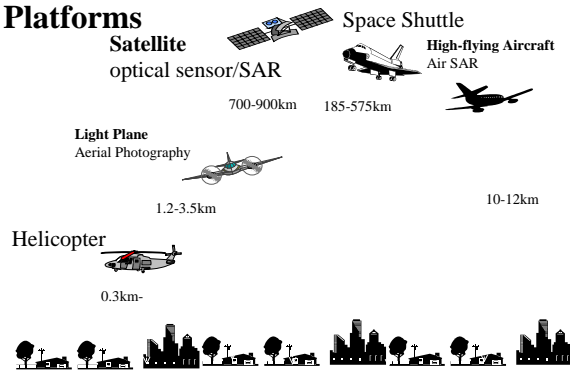 Platforms
Satellite
optical sensor/SAR
Space Shuttle
High-flying Aircraft
Air SAR
700-900km
185-575km
Light Plane
Aerial Photography
1.2-3.5km
10-12km
Helicopter
0.3km-